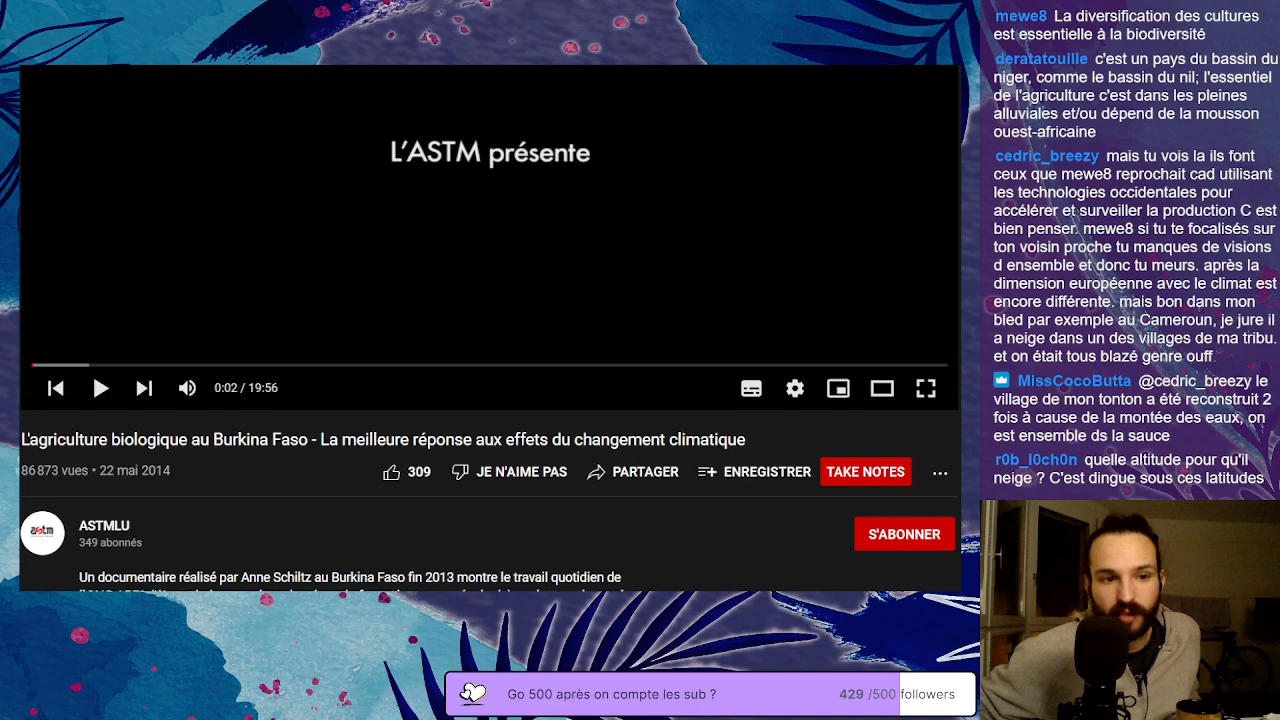 L'ASTM présente
0:02 / 19:56
L'agriculture biologique au Burkina Faso - La meilleure réponse aux effets du changement climatique
86 873 vues • 22 mai 2014
309
JE N'AIME PAS
PARTAGER
ENREGISTRER
TAKE NOTES
astm
ASTMLU
349 abonnés
S'ABONNER
Un documentaire réalisé par Anne Schiltz au Burkina Faso fin 2013 montre le travail quotidien de
mewe8 La diversification des cultures
est essentielle à la biodiversité
deratatouille c'est un pays du bassin du
niger, comme le bassin du nil; l'essentiel
de l'agriculture c'est dans les pleines
alluviales et/ou dépend de la mousson
ouest-africaine
cedric_breezy mais tu vois la ils font
ceux que mewe8 reprochait cad utilisant
les technologies occidentales pour
accélérer et surveiller la production C est
bien penser. mewe8 si tu te focalisés sur
ton voisin proche tu manques de visions
d ensemble et donc tu meurs. après la
dimension européenne avec le climat est
encore différente. mais bon dans mon
bled par exemple au Cameroun, je jure il
a neige dans un des villages de ma tribu.
et on était tous blazé genre ouff
MissCocoButta @cedric_breezy le
village de mon tonton a été reconstruit 2
fois à cause de la montée des eaux, on
est ensemble ds la sauce
r0b_l0ch0n quelle altitude pour qu'il
neige ? C'est dingue sous ces latitudes
Go 500 après on compte les sub ?
429 /500 followers